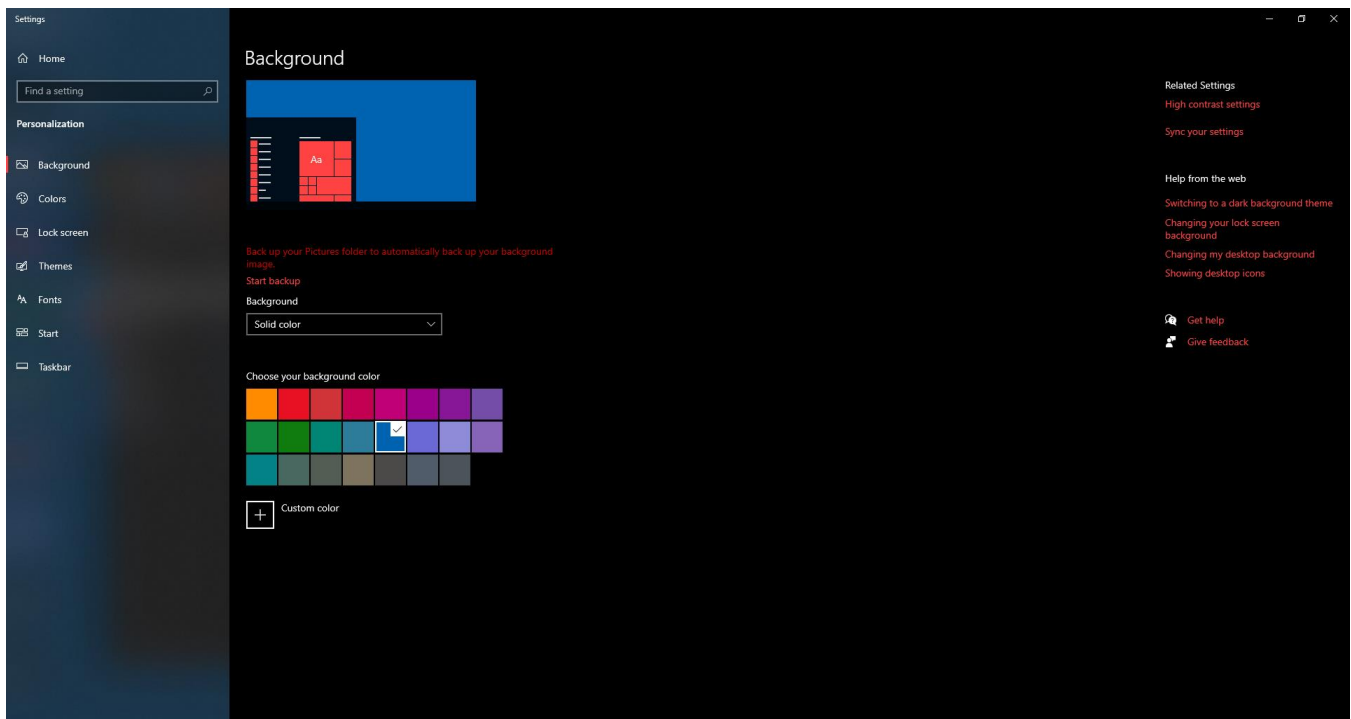 Settings
Home
Find a setting
Personalization
Background
Colors
Lock screen
Themes
Fonts
Start
Taskbar
Background
Aa
Back up your Pictures folder to automatically back up your background
image.
Start backup
Background
Solid color
Choose your background color
Custom color
Related Settings
High contrast settings
Sync your settings
Help from the web
Switching to a dark background theme
Changing your lock screen
background
Changing my desktop background
Showing desktop icons
Get help
Give feedback